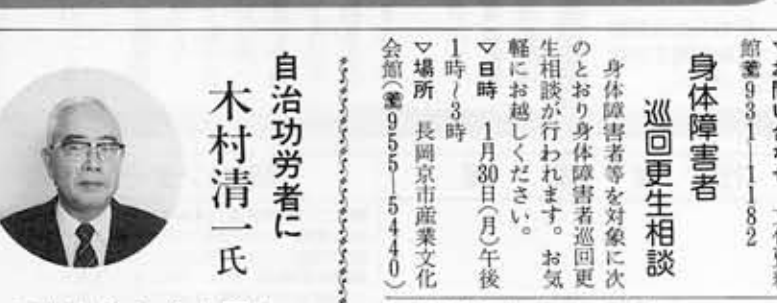 館(☎931―1182
身体障害者
巡回更生相談
身体障害者等を対象に次
のとおり身体障害者巡回更
生相談が行われます。お気
軽にお越しください。
▽日時　1月30日(月)午後
1時～3時
▽場所　長岡京市産業文化
会館(☎955―5440)
自治功労者に
木村清一氏